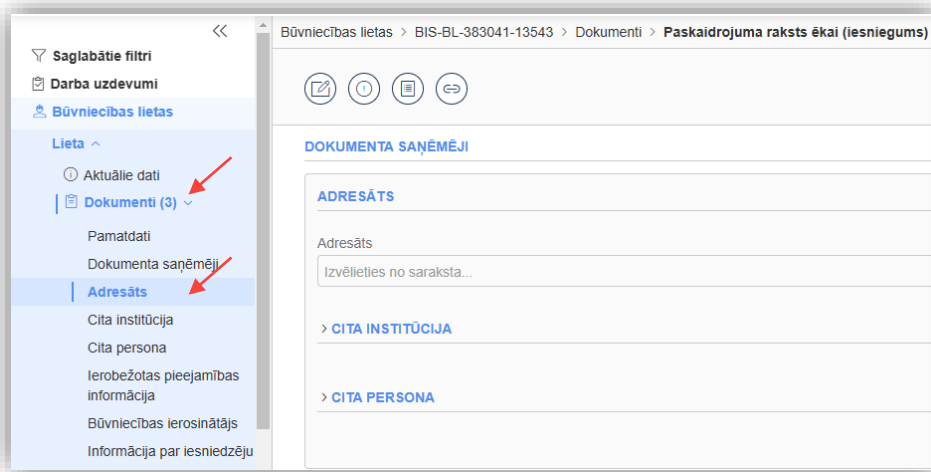 Saglabātie filtri
Darba uzdevumi
Būvniecības lietas
Lieta
Aktuālie dati
Dokumenti (3)
Pamatdati
Dokumenta saņēmēji
Adresāts
Cita institūcija
Cita persona
Ierobežotas pieejamības
informācija
Būvniecības ierosinātājs
Informācija par iesniedzēju
Būvniecības lietas > BIS-BL-383041-13543 > Dokumenti > Paskaidrojuma raksts ēkai (iesniegums)
DOKUMENTA SAŅĒMĒJI
ADRESĀTS
Adresāts
Izvēlieties no saraksta...
> CITA INSTITŪCIJA
> CITA PERSONA